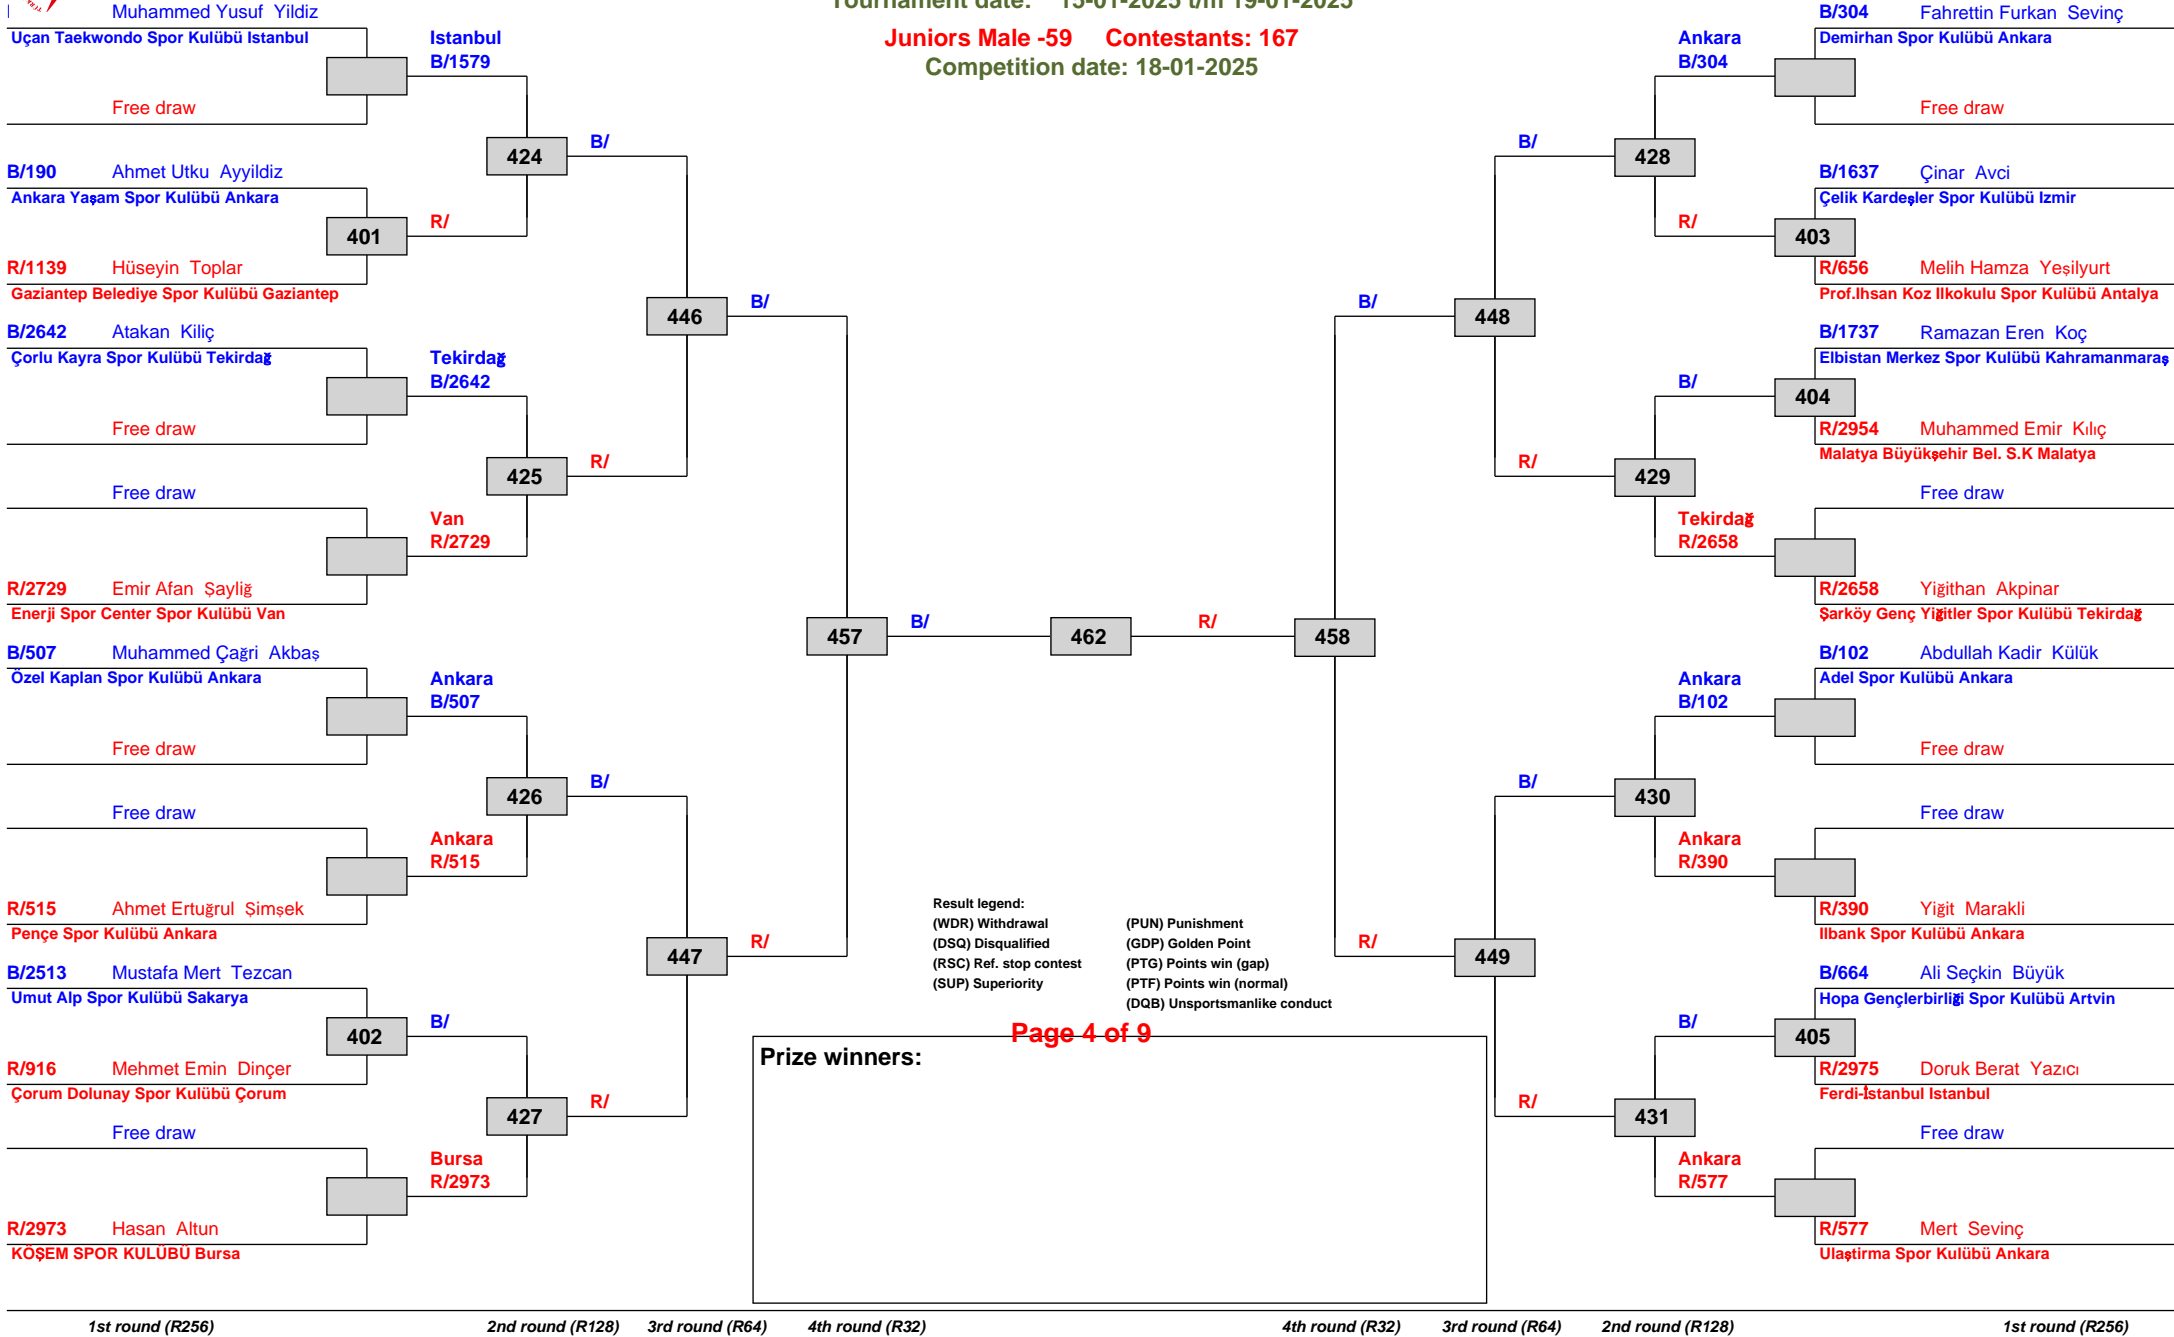 Tournament date: 15-01-2025 t/m 19-01-2025
Juniors Male -59 Contestants: 167
Competition date: 18-01-2025
Muhammed Yusuf Yildiz
Uçan Taekwondo Spor Kulübü Istanbul
Istanbul
B/1579
Free draw
424
B/
B/190 Ahmet Utku Ayyildiz
Ankara Yaşam Spor Kulübü Ankara
401
R/
R/1139 Hüseyin Toplar
Gaziantep Belediye Spor Kulübü Gaziantep
446
B/
B/2642 Atakan Kiliç
Çorlu Kayra Spor Kulübü Tekirdağ
Tekirdağ
B/2642
Free draw
425
R/
Free draw
Van
R/2729
R/2729 Emir Afan Şayliğ
Enerji Spor Center Spor Kulübü Van
457
B/
462
R/
458
B/507 Muhammed Çağri Akbaş
Özel Kaplan Spor Kulübü Ankara
Ankara
B/507
Free draw
426
B/
Free draw
Ankara
R/515
R/515 Ahmet Ertuğrul Şimşek
Pençe Spor Kulübü Ankara
447
R/
B/2513 Mustafa Mert Tezcan
Umut Alp Spor Kulübü Sakarya
402
B/
R/916 Mehmet Emin Dinçer
Çorum Dolunay Spor Kulübü Çorum
427
R/
Free draw
Bursa
R/2973
R/2973 Hasan Altun
KÖŞEM SPOR KULÜBÜ Bursa
B/304 Fahrettin Furkan Sevinç
Demirhan Spor Kulübü Ankara
Ankara
B/304
Free draw
B/
428
B/1637 Çinar Avci
Çelik Kardeşler Spor Kulübü Izmir
R/
403
R/656 Melih Hamza Yeşilyurt
Prof.Ihsan Koz Ilkokulu Spor Kulübü Antalya
B/
448
B/1737 Ramazan Eren Koç
Elbistan Merkez Spor Kulübü Kahramanmaraş
B/
404
R/2954 Muhammed Emir Kılıç
Malatya Büyükşehir Bel. S.K Malatya
R/
429
Free draw
Tekirdağ
R/2658
R/2658 Yiğithan Akpinar
Şarköy Genç Yiğitler Spor Kulübü Tekirdağ
B/102 Abdullah Kadir Külük
Adel Spor Kulübü Ankara
Ankara
B/102
Free draw
B/
430
Free draw
Ankara
R/390
R/390 Yiğit Marakli
Ilbank Spor Kulübü Ankara
R/
449
B/664 Ali Seçkin Büyük
Hopa Gençlerbirliği Spor Kulübü Artvin
B/
405
R/2975 Doruk Berat Yazıcı
Ferdi-İstanbul Istanbul
R/
431
Free draw
Ankara
R/577
R/577 Mert Sevinç
Ulaştirma Spor Kulübü Ankara
Result legend:
(WDR) Withdrawal (PUN) Punishment
(DSQ) Disqualified (GDP) Golden Point
(RSC) Ref. stop contest (PTG) Points win (gap)
(SUP) Superiority (PTF) Points win (normal)
(DQB) Unsportsmanlike conduct
Page 4 of 9
Prize winners:
1st round (R256) 2nd round (R128) 3rd round (R64) 4th round (R32) 4th round (R32) 3rd round (R64) 2nd round (R128) 1st round (R256)